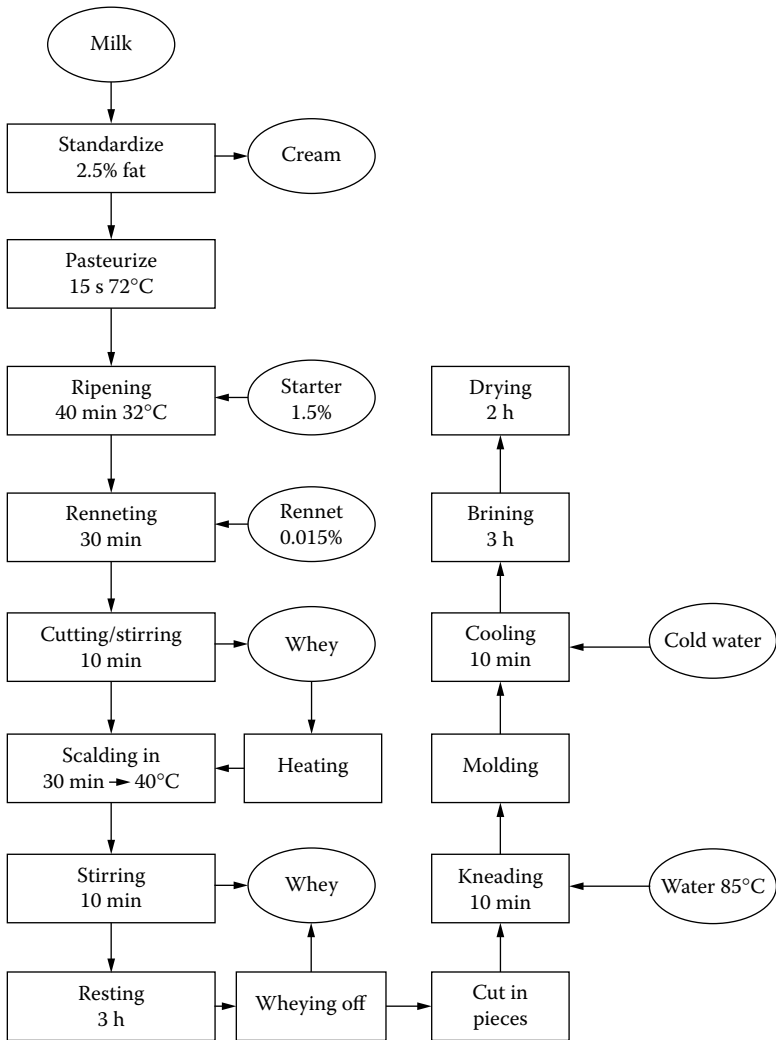 Milk
Standardize
2.5% fat
Cream
Pasteurize
15 s 72°C
Ripening
40 min 32°C
Starter
1.5%
Renneting
30 min
Rennet
0.015%
Cutting/stirring
10 min
Whey
Scalding in
30 min → 40°C
Heating
Stirring
10 min
Whey
Resting
3 h
Wheying off
Cut in
pieces
Kneading
10 min
Water 85°C
Molding
Cooling
10 min
Cold water
Brining
3 h
Drying
2 h